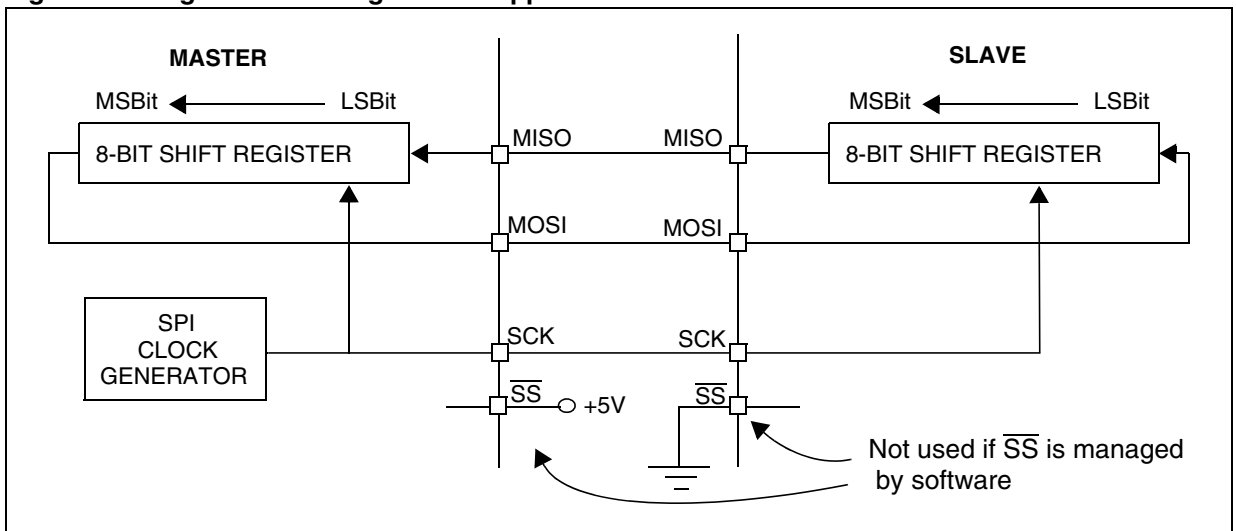 MASTER
SLAVE
MSBit
LSBit
MSBit
LSBit
8-BIT SHIFT REGISTER
MISO
MISO
8-BIT SHIFT REGISTER
MOSI
MOSI
SPI
CLOCK
GENERATOR
SCK
SCK
SS
+5V
SS
Not used if SS is managed
by software